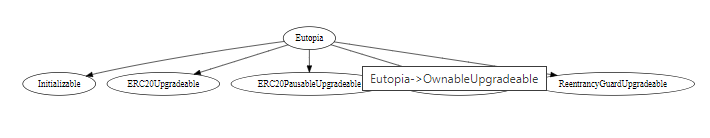 Eutopia
Initializable
ERC20Upgradeable
ERC20PausableUpgradeable
Eutopia->OwnableUpgradeable
ReentrancyGuardUpgradeable